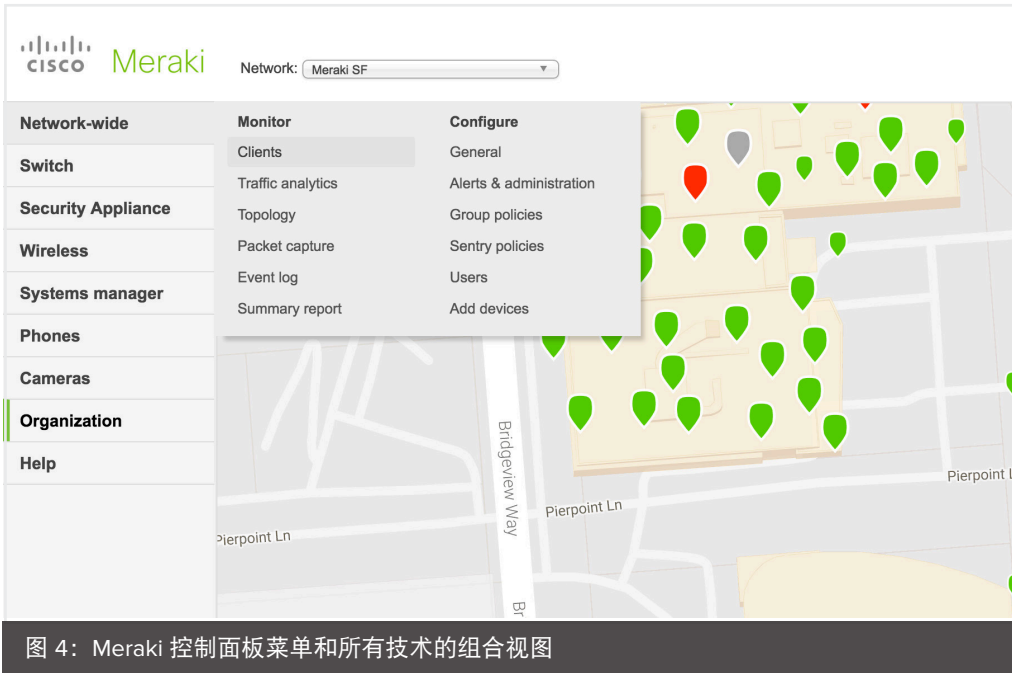 CISCO Meraki
Network: Meraki SF
Network-wide
Switch
Security Appliance
Wireless
Systems manager
Phones
Cameras
Organization
Help
Monitor
Clients
Traffic analytics
Topology
Packet capture
Event log
Summary report
Configure
General
Alerts & administration
Group policies
Sentry policies
Users
Add devices
Bridgeview Way
Pierpoint Ln
Pierpoint L
Pierpoint Ln
Br
图 4：Meraki 控制面板菜单和所有技术的组合视图